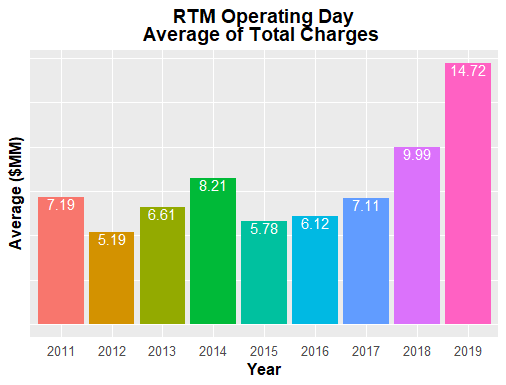 RTM Operating Day
Average of Total Charges
Average ($MM)
7.19
5.19
6.61
8.21
5.78
6.12
7.11
9.99
14.72
2011 2012 2013 2014 2015 2016 2017 2018 2019
Year